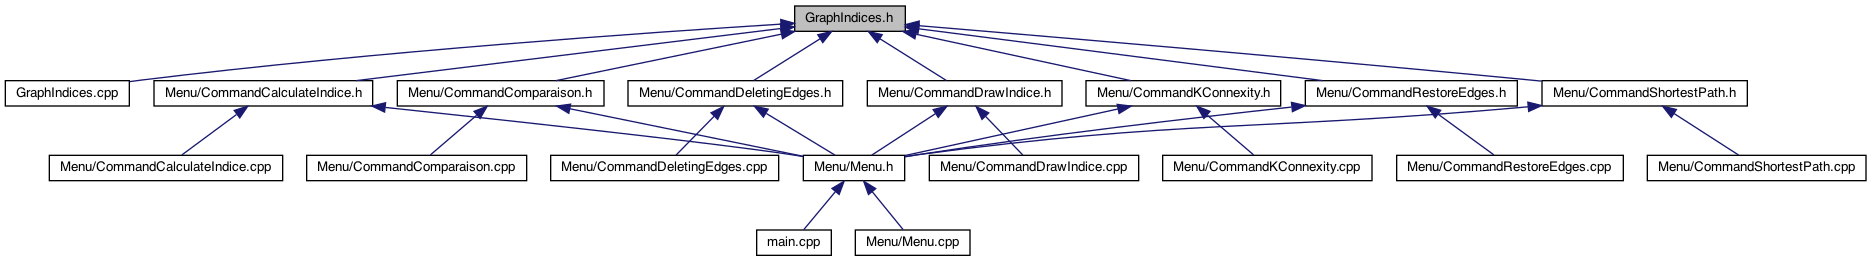 GraphIndices.h
GraphIndices.cpp
Menu/CommandCalculateIndice.h
Menu/CommandComparaison.h
Menu/CommandDeletingEdges.h
Menu/CommandDrawIndice.h
Menu/CommandKConnexity.h
Menu/CommandRestoreEdges.h
Menu/CommandShortestPath.h
Menu/CommandCalculateIndice.cpp
Menu/CommandComparaison.cpp
Menu/CommandDeletingEdges.cpp
Menu/Menu.h
Menu/CommandDrawIndice.cpp
Menu/CommandKConnexity.cpp
Menu/CommandRestoreEdges.cpp
Menu/CommandShortestPath.cpp
main.cpp
Menu/Menu.cpp